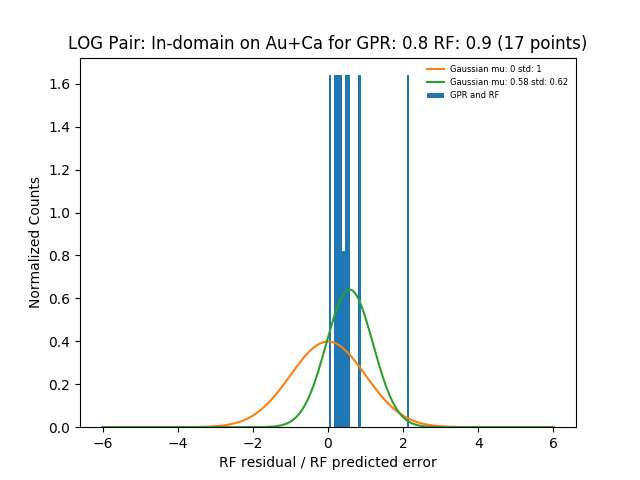 LOG Pair: In-domain on Au+Ca for GPR: 0.8 RF: 0.9 (17 points)
Gaussian mu: 0 std: 1
Gaussian mu: 0.58 std: 0.62
GPR and RF
Normalized Counts
1.6
1.4
1.2
1.0
0.8
0.6
0.4
0.2
0.0
−6 −4 −2 0 2 4 6
RF residual / RF predicted error